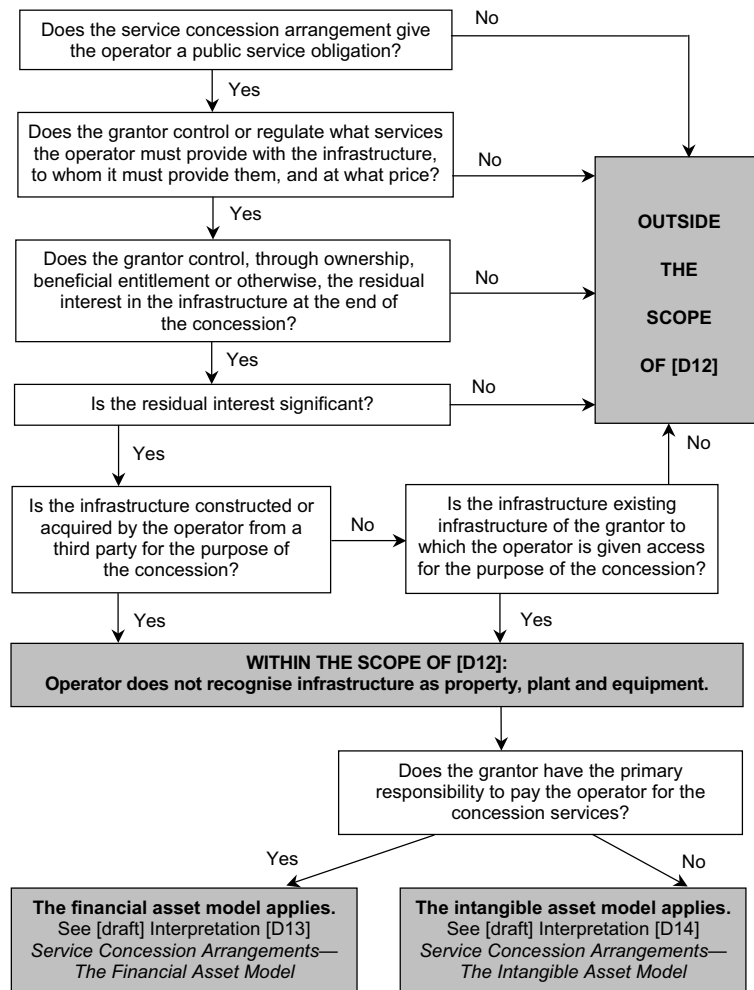 Does the service concession arrangement give
the operator a public service obligation?
No
Yes
Does the grantor control or regulate what services
the operator must provide with the infrastructure,
to whom it must provide them, and at what price?
No
Yes
OUTSIDE
THE
SCOPE
OF [D12]
Does the grantor control, through ownership,
beneficial entitlement or otherwise, the residual
interest in the infrastructure at the end of
the concession?
No
Yes
Is the residual interest significant?
No
Yes
No
Is the infrastructure constructed or
acquired by the operator from a
third party for the purpose of
the concession?
No
Is the infrastructure existing
infrastructure of the grantor to
which the operator is given access
for the purpose of the concession?
Yes
Yes
WITHIN THE SCOPE OF [D12]:
Operator does not recognise infrastructure as property, plant and equipment.
Does the grantor have the primary
responsibility to pay the operator for the
concession services?
Yes
No
The financial asset model applies.
See [draft] Interpretation [D13]
Service Concession Arrangements—
The Financial Asset Model
The intangible asset model applies.
See [draft] Interpretation [D14]
Service Concession Arrangements—
The Intangible Asset Model